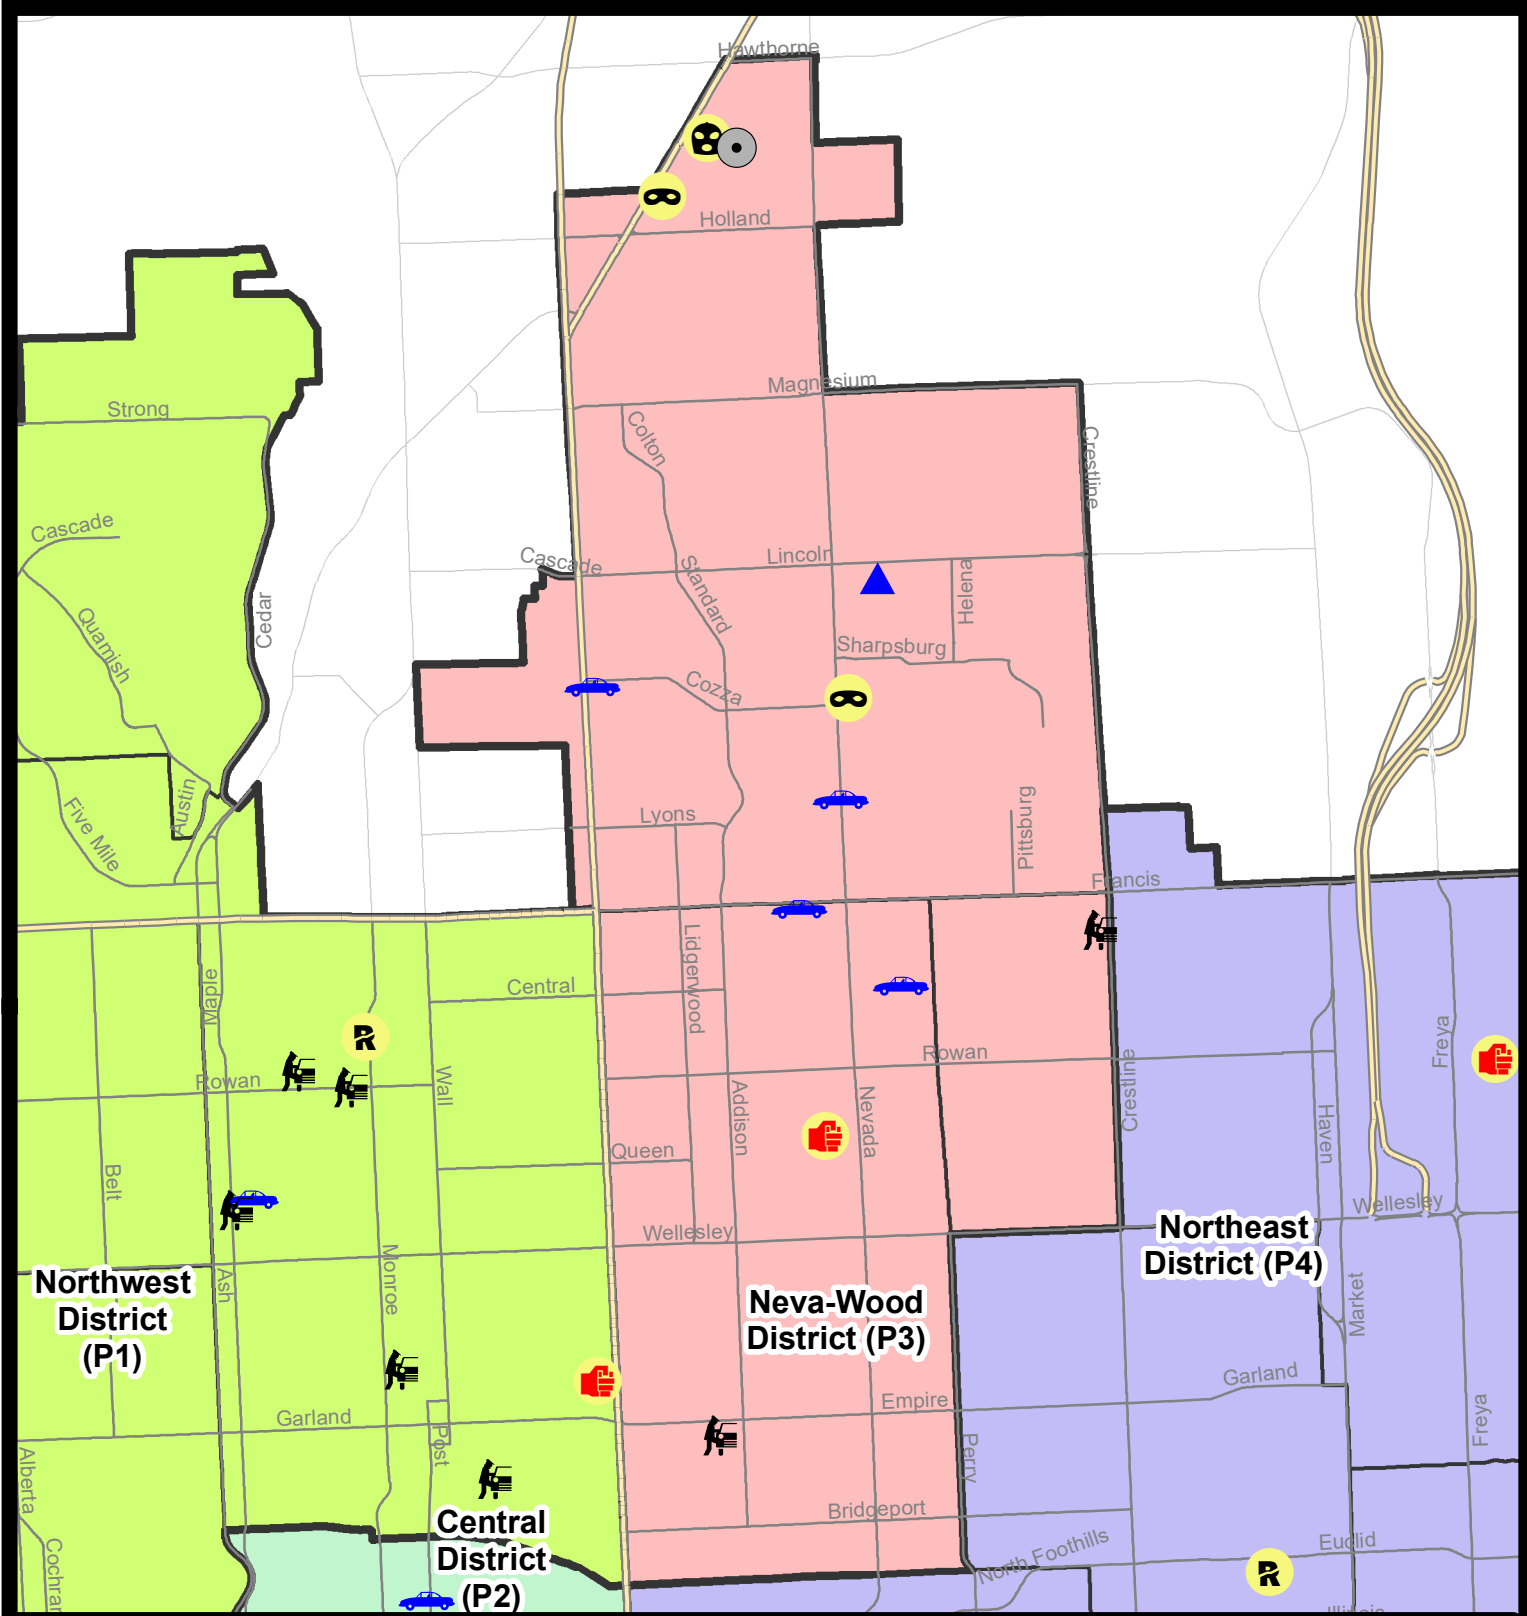 Hawthorne
Holland
Magnesium
Strong
Colton
Crestline
Cascade
Cascade
Lincoln
Standard
Helena
Cedar
Quamish
Sharpsburg
Cozza
Austin
Five Mile
Lyons
Pittsburg
Francis
Maple
Lidgerwood
Central
Freya
Rowan
Rowan
Wall
Addison
Nevada
Crestline
Haven
Queen
Belt
Wellesley
Wellesley
Northeast
District (P4)
Northwest
District
(P1)
Ash
Monroe
Neva-Wood
District (P3)
Market
Garland
Empire
Garland
Freya
Post
Perry
Alberta
Bridgeport
Central
District
(P2)
Cochran
North Foothills
Euclid
R
R